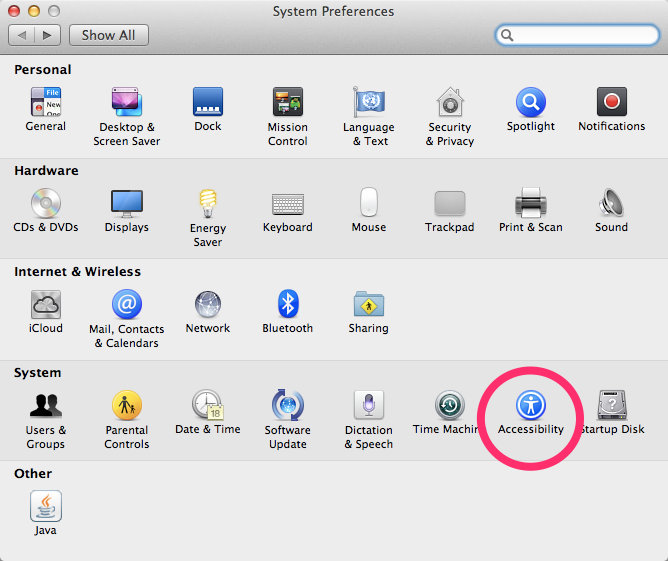 System Preferences
Show All
Personal
File
New
One
General
Desktop &
Screen Saver
Dock
Mission
Control
Language
& Text
Security
& Privacy
Spotlight
Notifications
Hardware
CDs & DVDs
Displays
Energy
Saver
Keyboard
Mouse
Trackpad
Print & Scan
Sound
Internet & Wireless
iCloud
Mail, Contacts
& Calendars
Network
Bluetooth
Sharing
System
18
?
Users &
Groups
Parental
Controls
Date & Time
Software
Update
Dictation
& Speech
Time Machin
Accessibility
Startup Disk
Other
Java